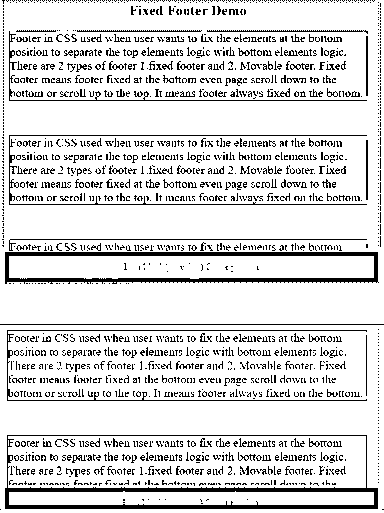 Fixed Footer Demo
Footer in CSS used when user wants to fix the elements at the bottom
position to separate the top elements logic with bottom elements logic.
There are 2 types of footer 1.fixed footer and 2. Movable footer. Fixed
footer means footer fixed at the bottom even page scroll down to the
bottom or scroll up to the top. It means footer always fixed on the bottom.
Footer in CSS used when user wants to fix the elements at the bottom
position to separate the top elements logic with bottom elements logic.
There are 2 types of footer 1.fixed footer and 2. Movable footer. Fixed
footer means footer fixed at the bottom even page scroll down to the
bottom or scroll up to the top. It means footer always fixed on the bottom.
Footer in CSS used when user wants to fix the elements at the bottom
Footer in CSS used when user wants to fix the elements at the bottom
position to separate the top elements logic with bottom elements logic.
There are 2 types of footer 1.fixed footer and 2. Movable footer. Fixed
footer means footer fixed at the bottom even page scroll down to the
bottom or scroll up to the top. It means footer always fixed on the bottom.
Footer in CSS used when user wants to fix the elements at the bottom
position to separate the top elements logic with bottom elements logic.
There are 2 types of footer 1.fixed footer and 2. Movable footer. Fixed
footer means footer fixed at the bottom even page scroll down to the